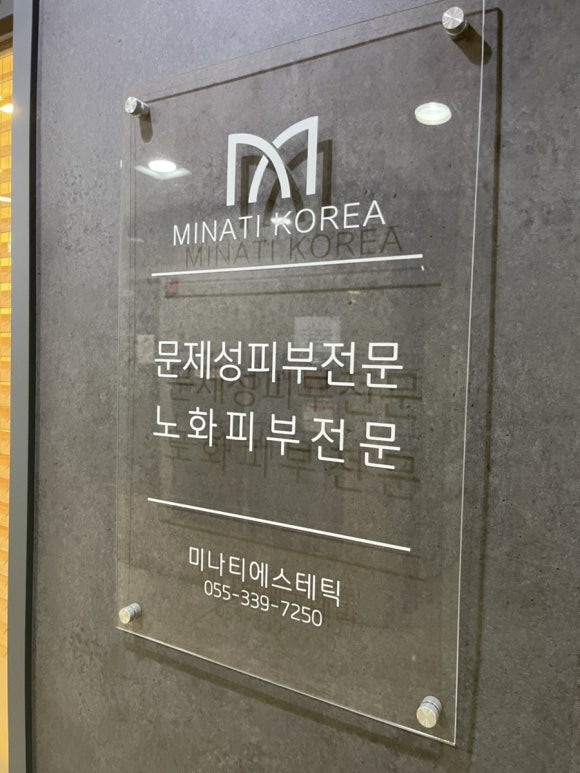 MINATI KOREA
문제성피부전문
노화피부전문
미나티에스테틱
055-339-7250